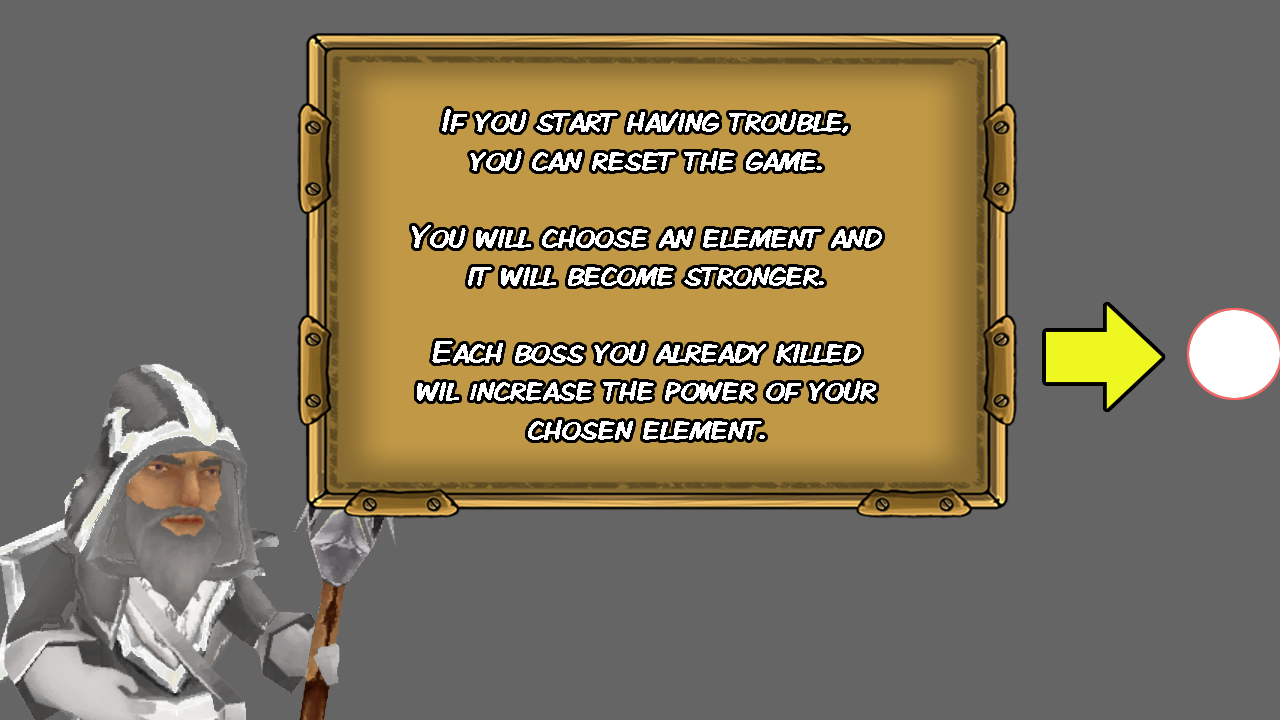 If you start having trouble,
you can reset the game.
You will choose an element and
it will become stronger.
Each boss you already killed
wil increase the power of your
chosen element.